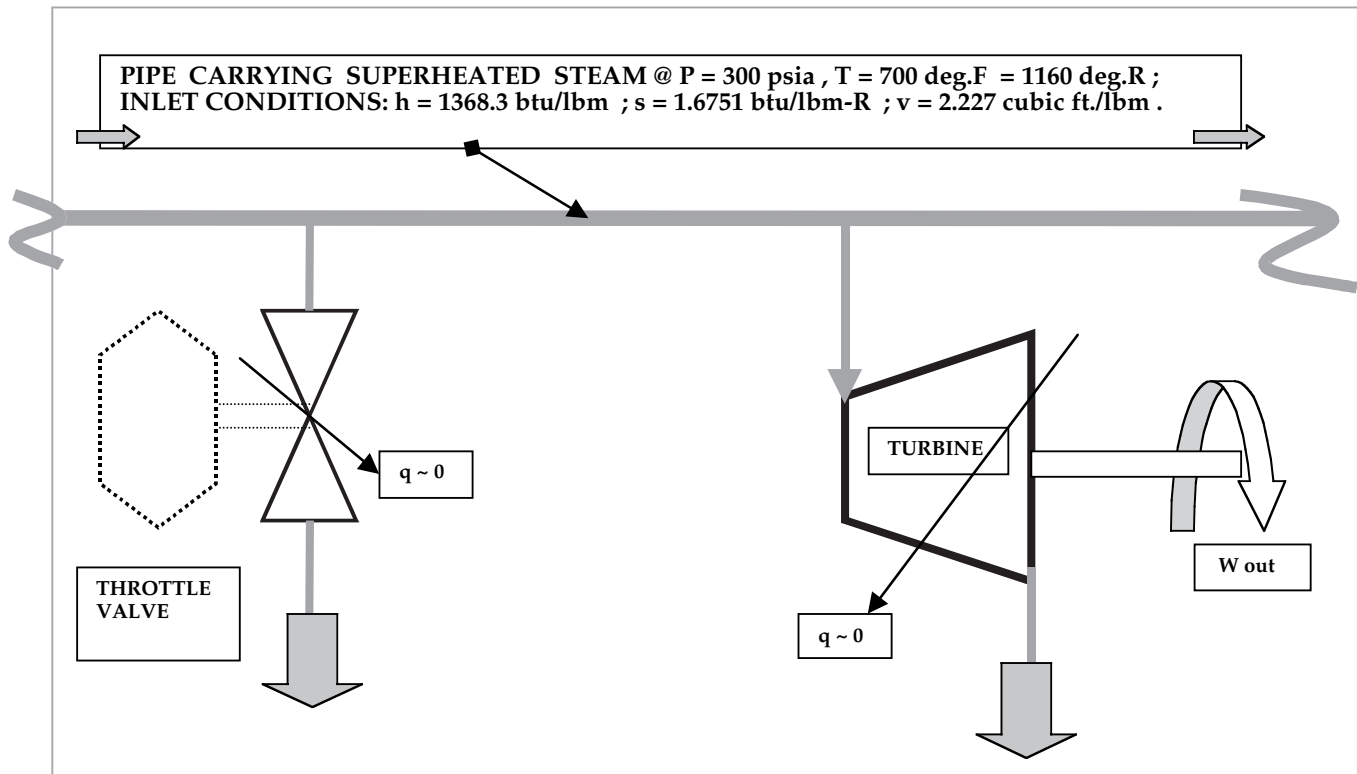 PIPE CARRYING SUPERHEATED STEAM @ P = 300 psia , T = 700 deg.F = 1160 deg.R ;
INLET CONDITIONS: h = 1368.3 btu/lbm ; s = 1.6751 btu/lbm-R ; v = 2.227 cubic ft./lbm .
TURBINE
q ~ 0
W out
THROTTLE
VALVE
q ~ 0